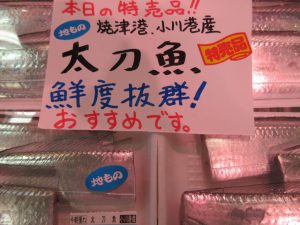 本日の特売品!!
地もの 焼津港、小川港産
太刀魚 特売品
鮮度抜群!
おすすめです。
地もの
太刀魚